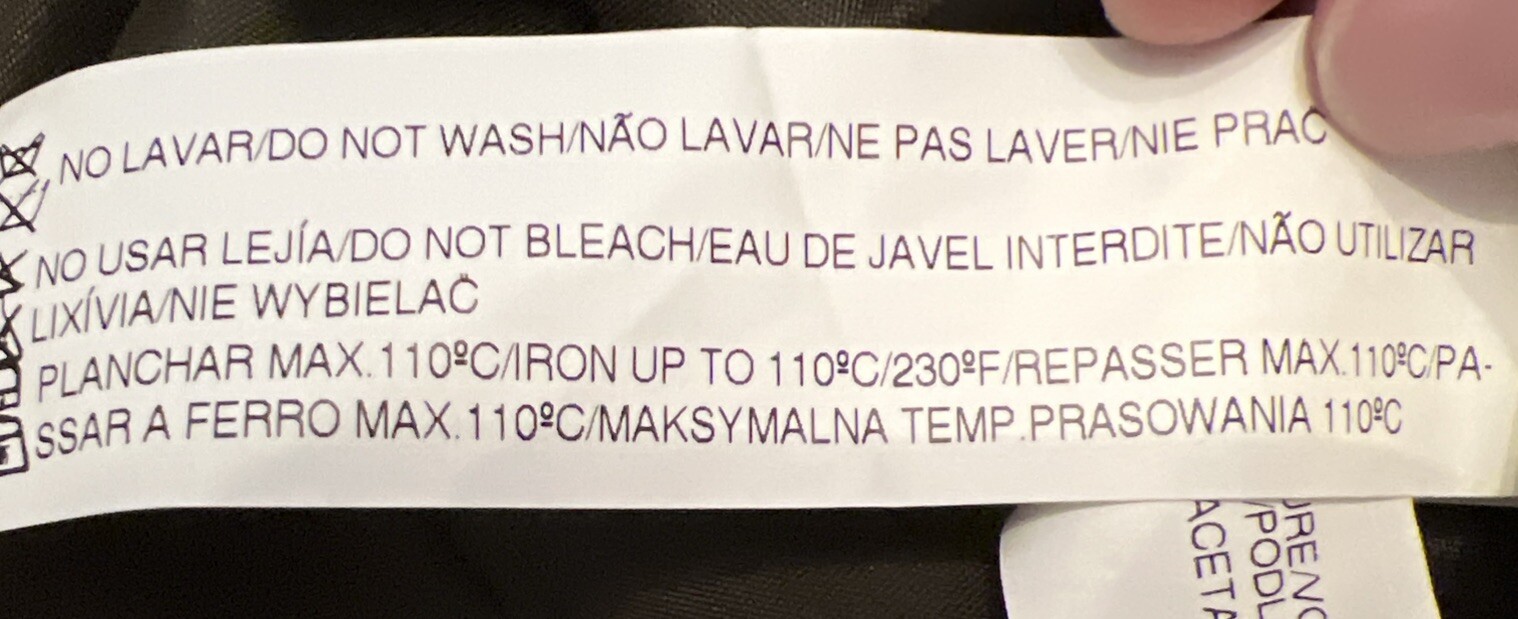 NO LAVAR/DO NOT WASH/NÃO LAVAR/NE PAS LAVER/NIE PRAĆ
NO USAR LEJÍA/DO NOT BLEACH/EAU DE JAVEL INTERDITE/NÃO UTILIZAR
LIXÍVIA/NIE WYBIELAĆ
PLANCHAR MAX.110ºC/IRON UP TO 110ºC/230ºF/REPASSER MAX.110ºC/PA-
SSAR A FERRO MAX.110ºC/MAKSYMALNA TEMP.PRASOWANIA 110ºC